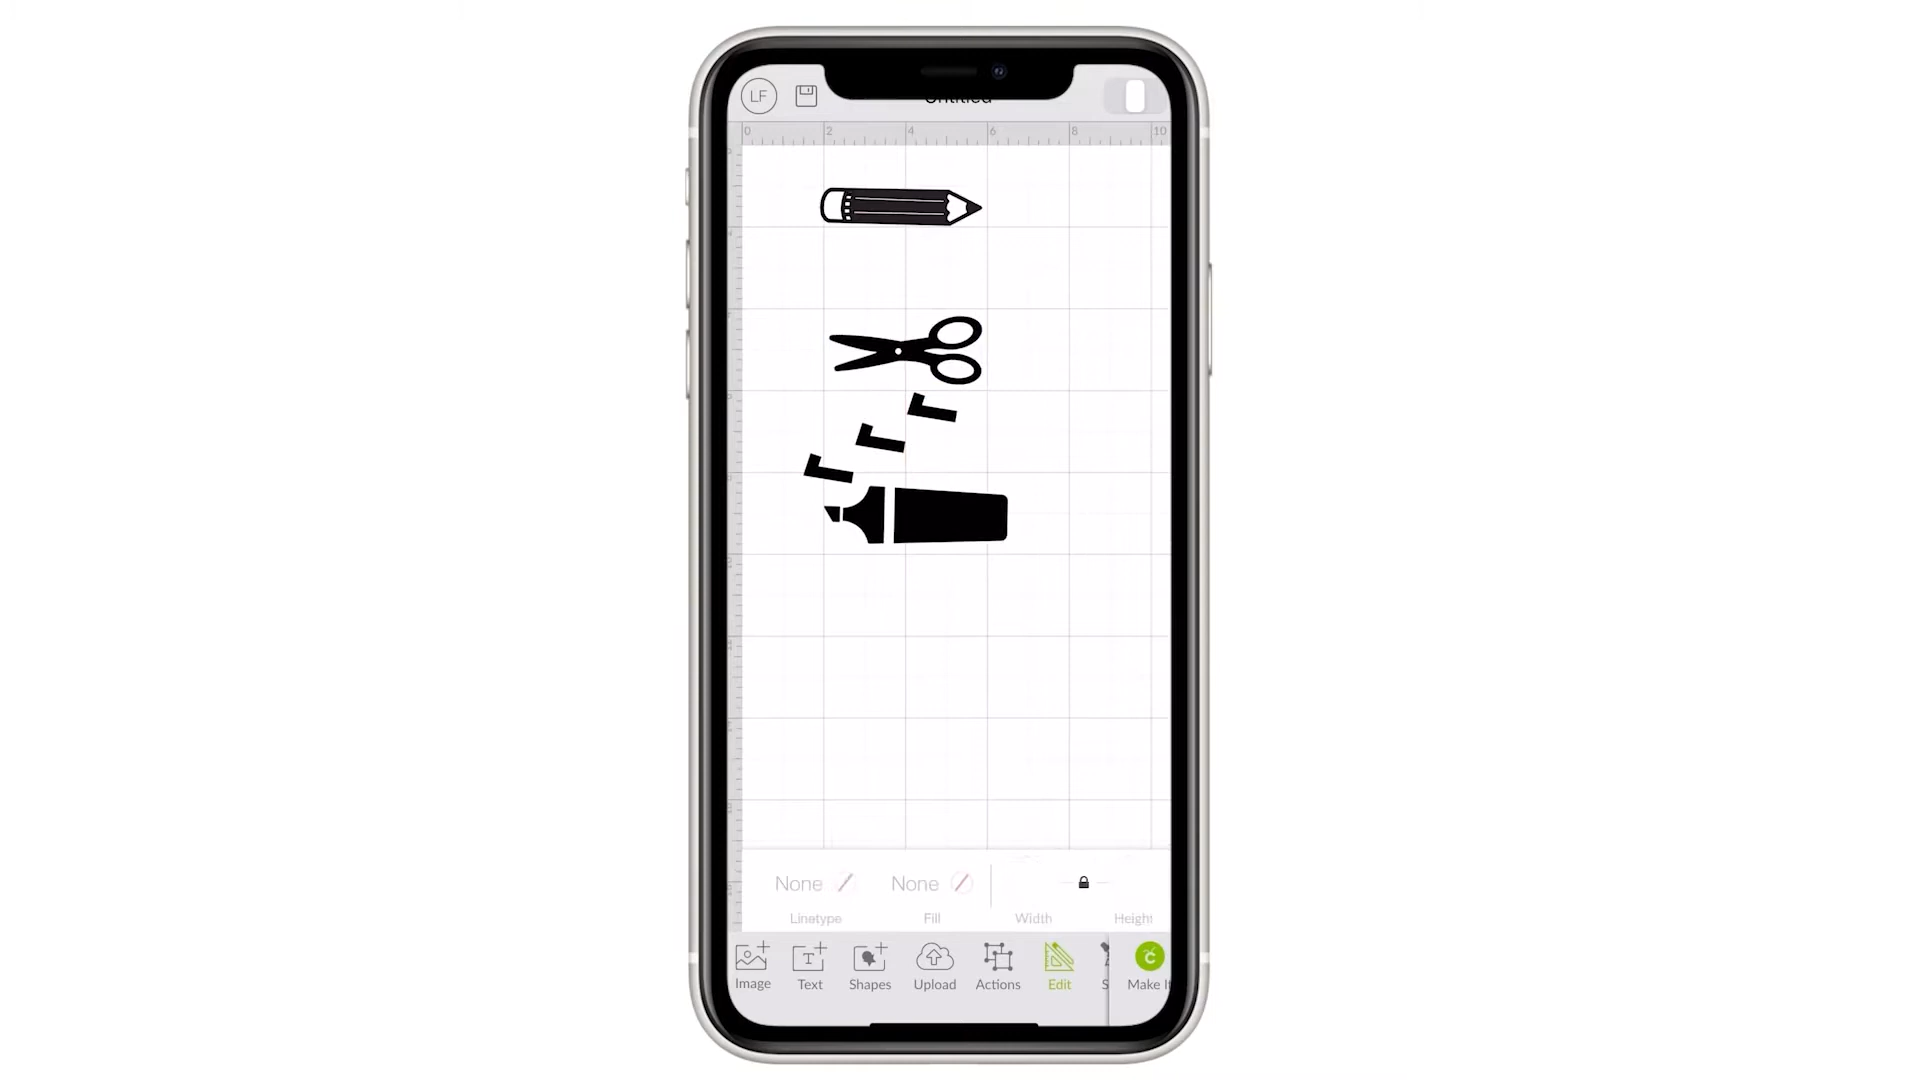 LF
Untitled
0 2 4 6 8 10
None None
Linetype Fill Width Height
T
Image Text Shapes Upload Actions Edit S Make It